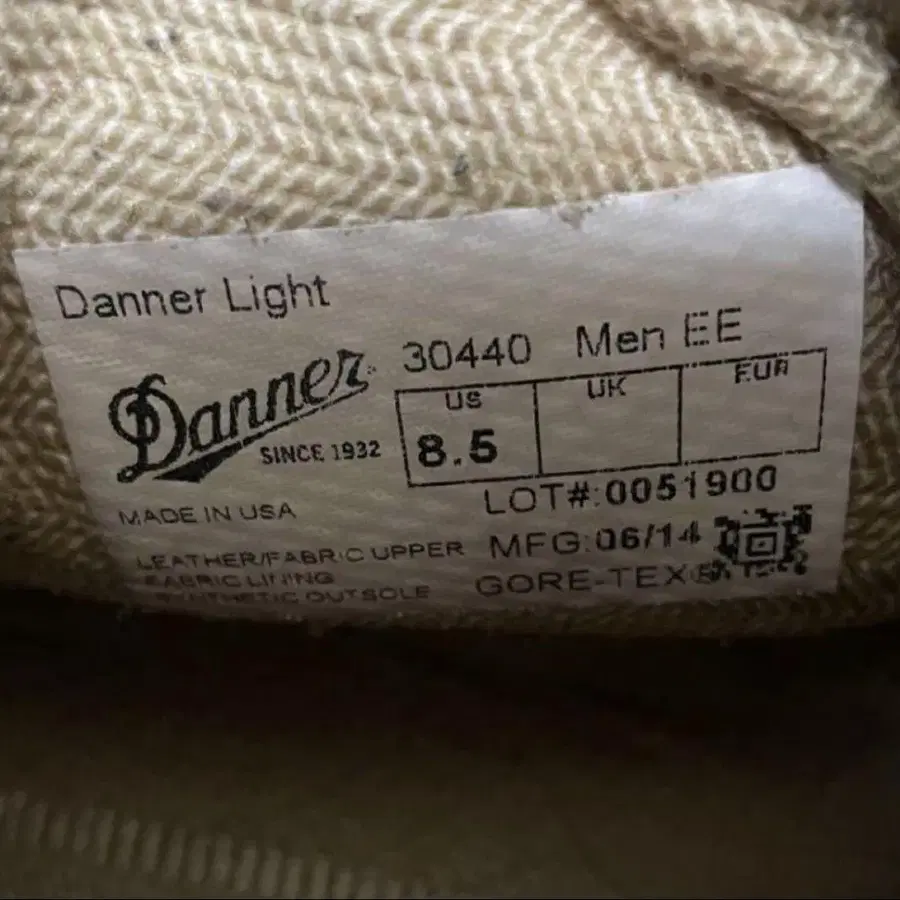 Danner Light
30440 Men EE
Danner
SINCE 1932
US UK EUR
8.5
LOT#:0051900
MADE IN USA
MFG:06/14
LEATHER/FABRIC UPPER
FABRIC LINING
SYNTHETIC OUTSOLE
GORE-TEX